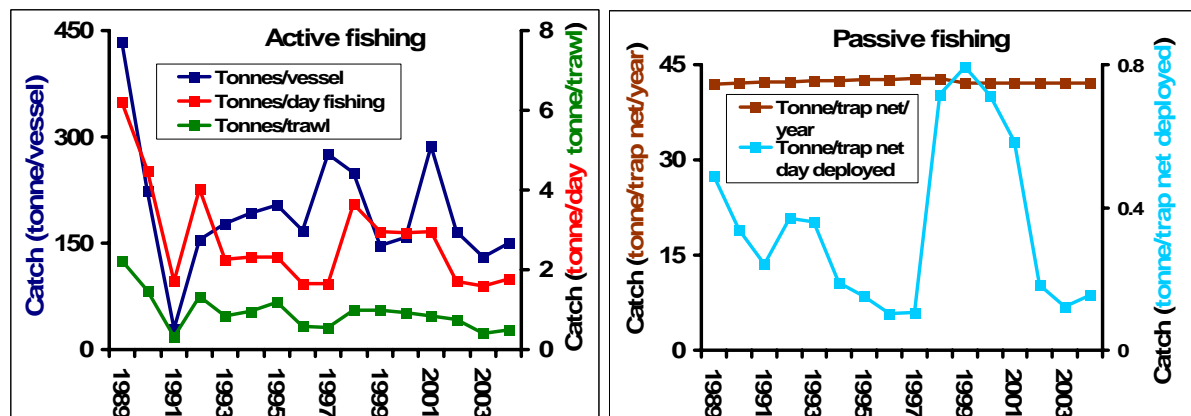 Active fishing
450
300
150
0
8
6
4
2
0
Catch (tonne/vessel)
Tonnes/vessel
Tonnes/day fishing
Tonnes/trawl
Catch (tonne/day tonne/trawl)
1989
1991
1993
1995
1997
1999
2001
2003
Passive fishing
45
30
15
0
0.8
0.4
0
Catch (tonne/trap net/year)
Tonne/trap net/
year
Tonne/trap net
day deployed
Catch (tonne/trap net deployed)
1989
1991
1993
1995
1997
1999
2001
2003